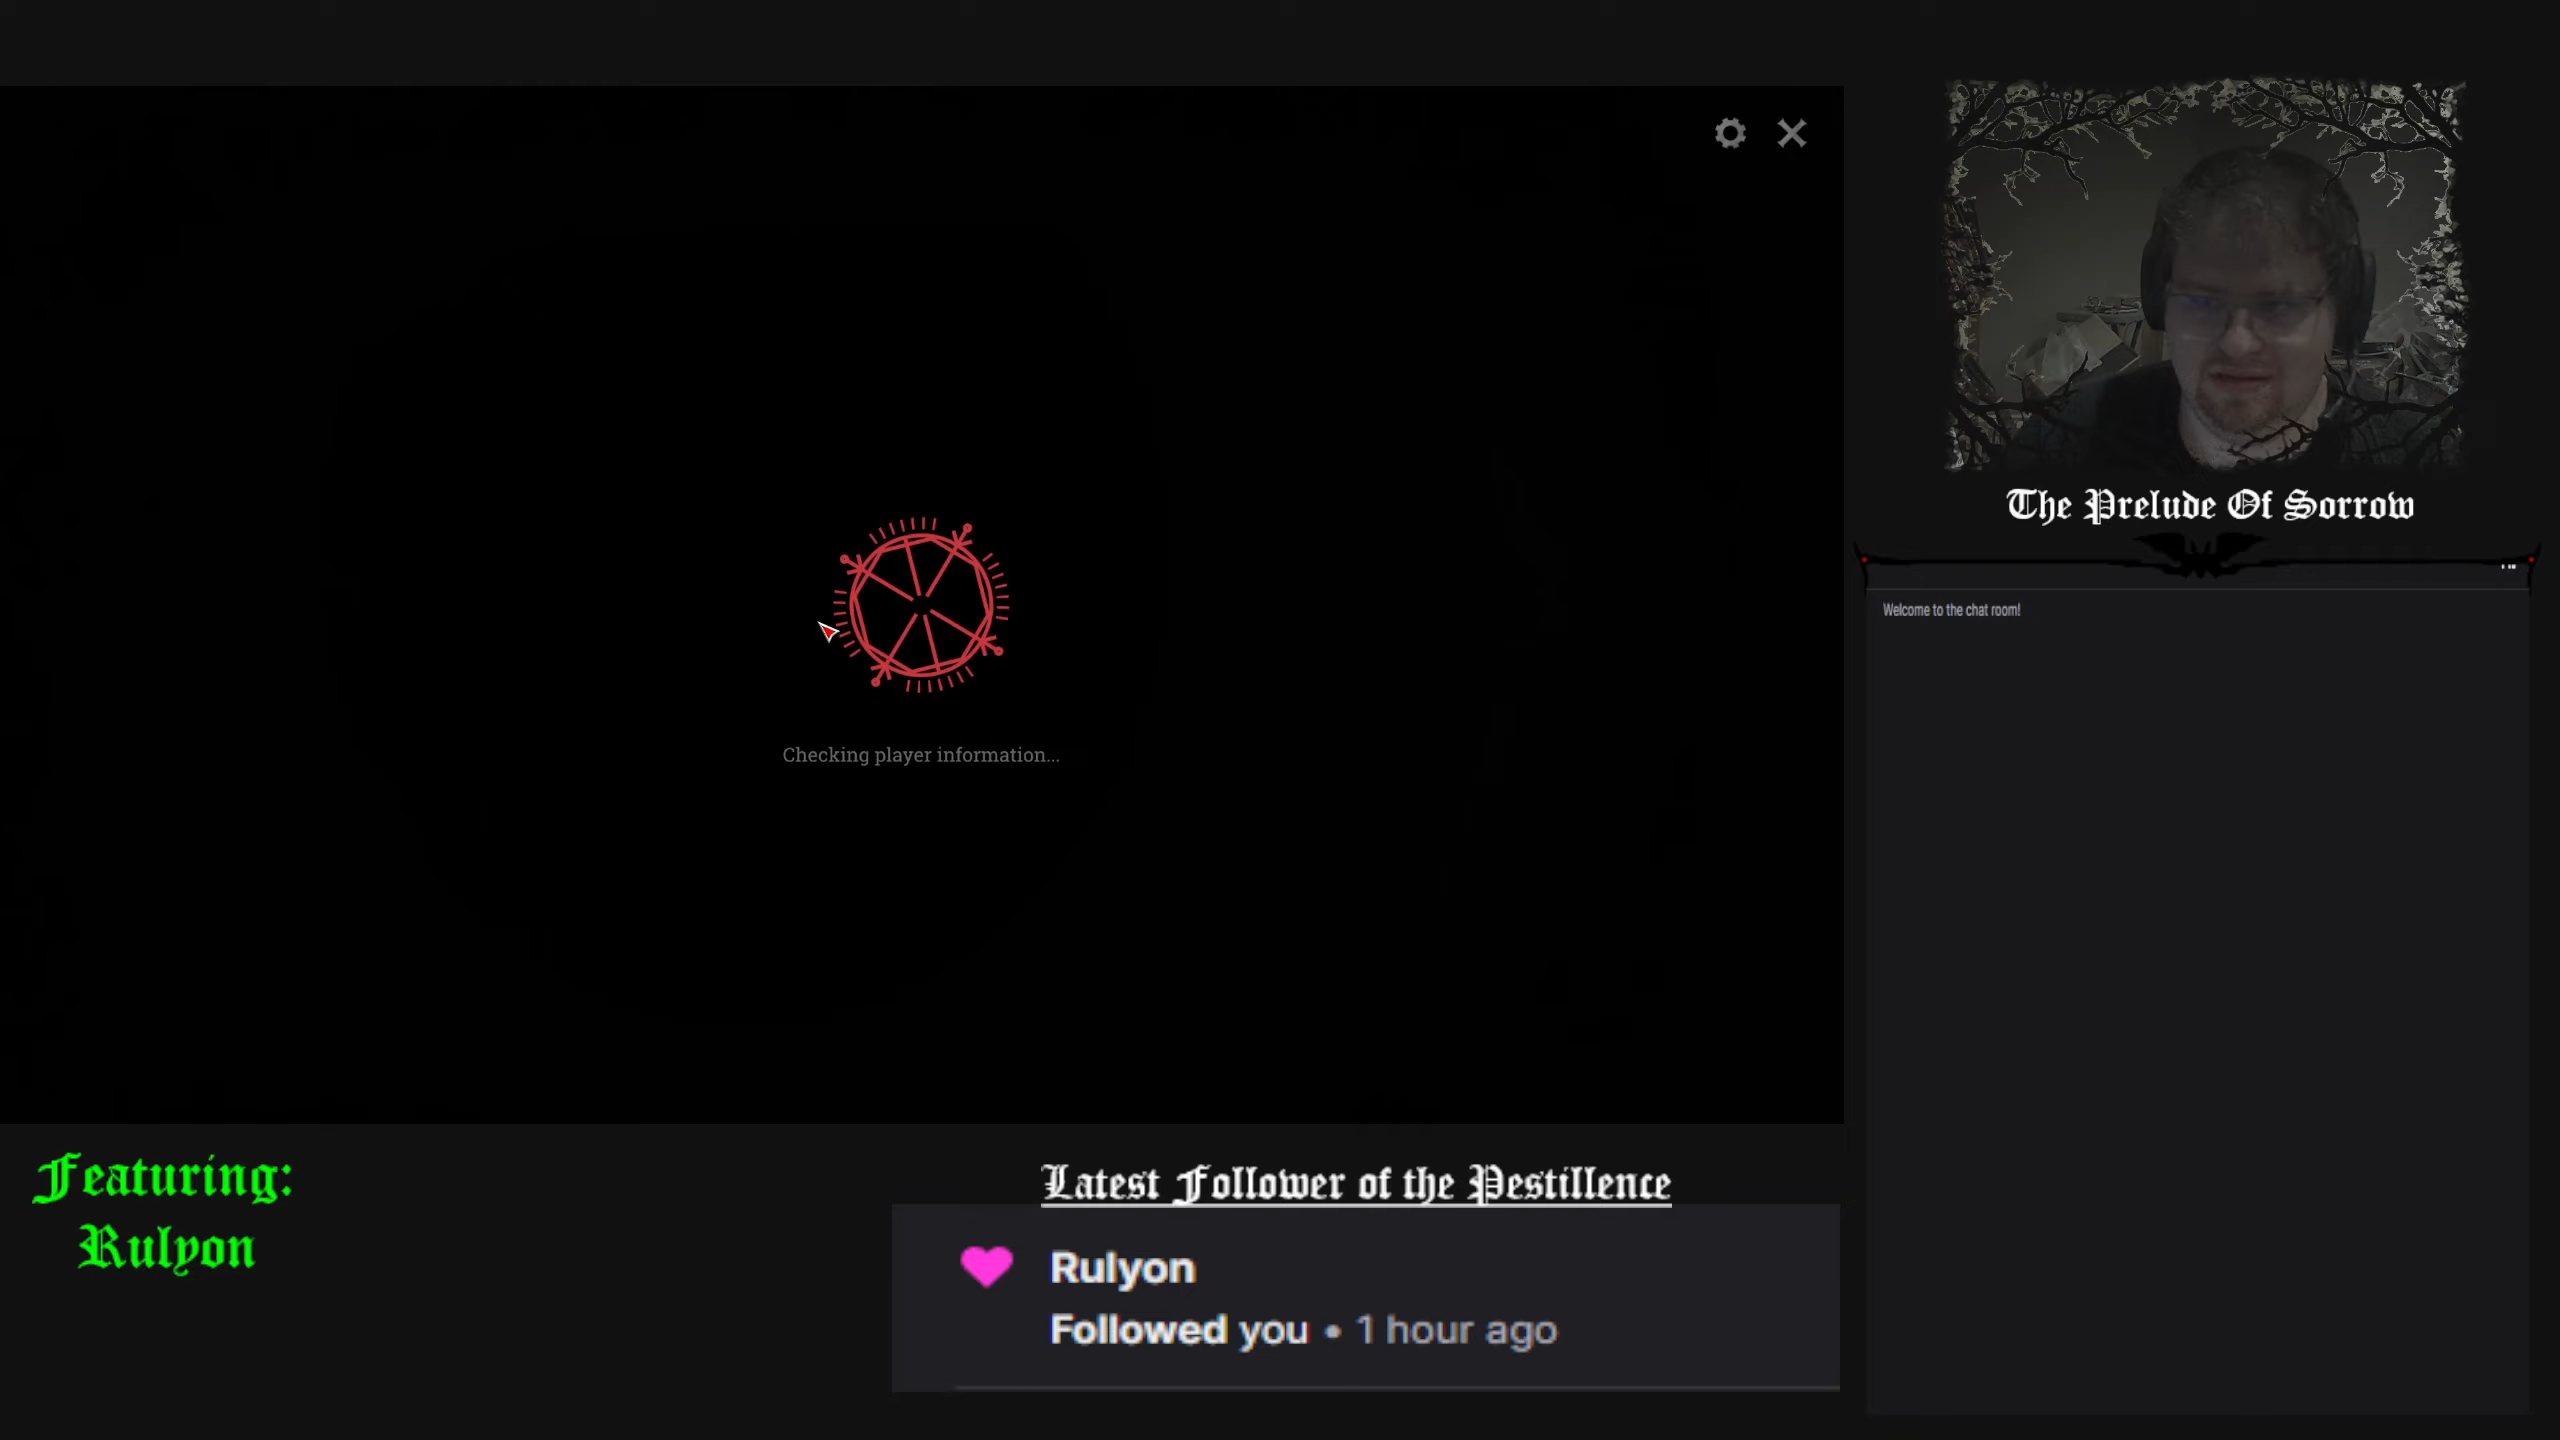 The Prelude Of Sorrow
Welcome to the chat room!
Checking player information...
Featuring:
Rulyon
Latest Follower of the Pestillence
Rulyon
Followed you • 1 hour ago